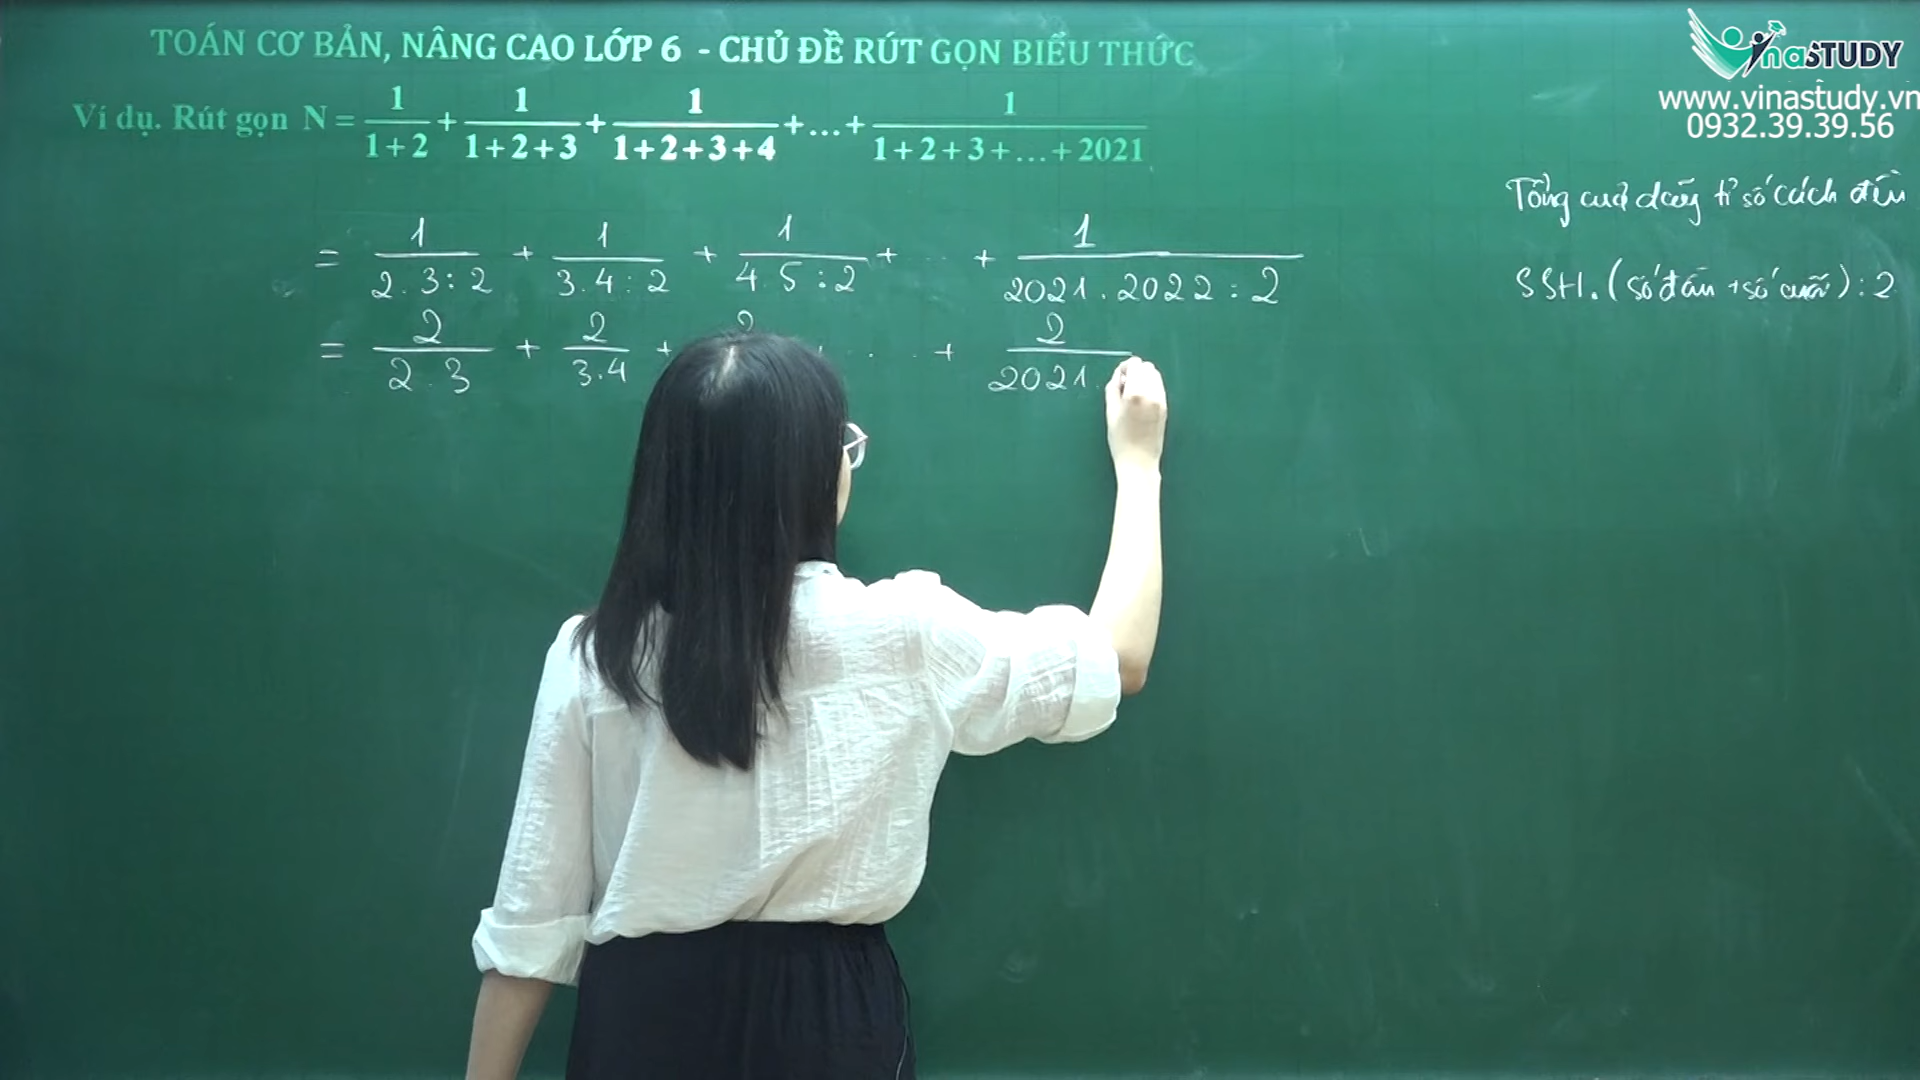 TOÁN CƠ BẢN, NÂNG CAO LỚP 6 - CHỦ ĐỀ RÚT GỌN BIỂU THỨC
VinaSTUDY
www.vinastudy.vn
0932.39.39.56
Ví dụ. Rút gọn N = 1/(1+2) + 1/(1+2+3) + 1/(1+2+3+4) + ... + 1/(1+2+3+...+2021)
Tổng của dãy số cách đều
SSH.(số đầu + số cuối):2
= 1/(2.3:2) + 1/(3.4:2) + 1/(4.5:2) + ... + 1/(2021.2022:2)
= 2/(2.3) + 2/(3.4) + 2 . . . + 2/(2021.